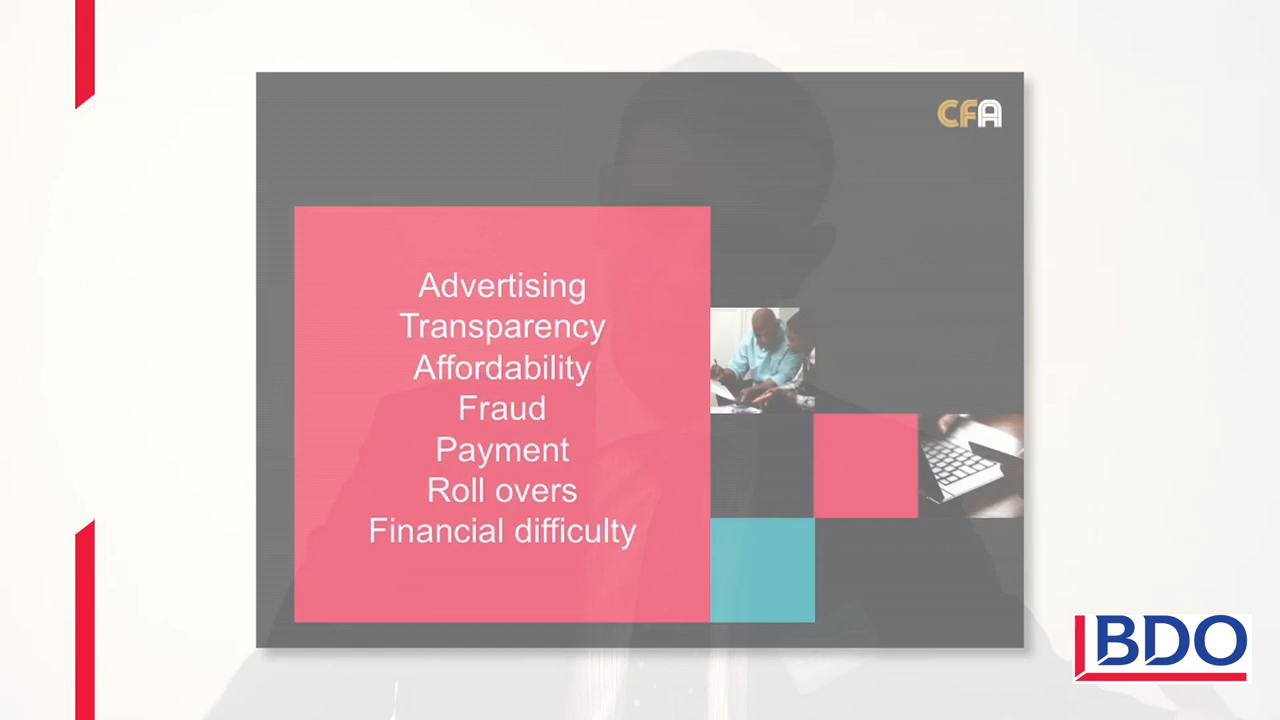 CFA
Advertising
Transparency
Affordability
Fraud
Payment
Roll overs
Financial difficulty
BDO